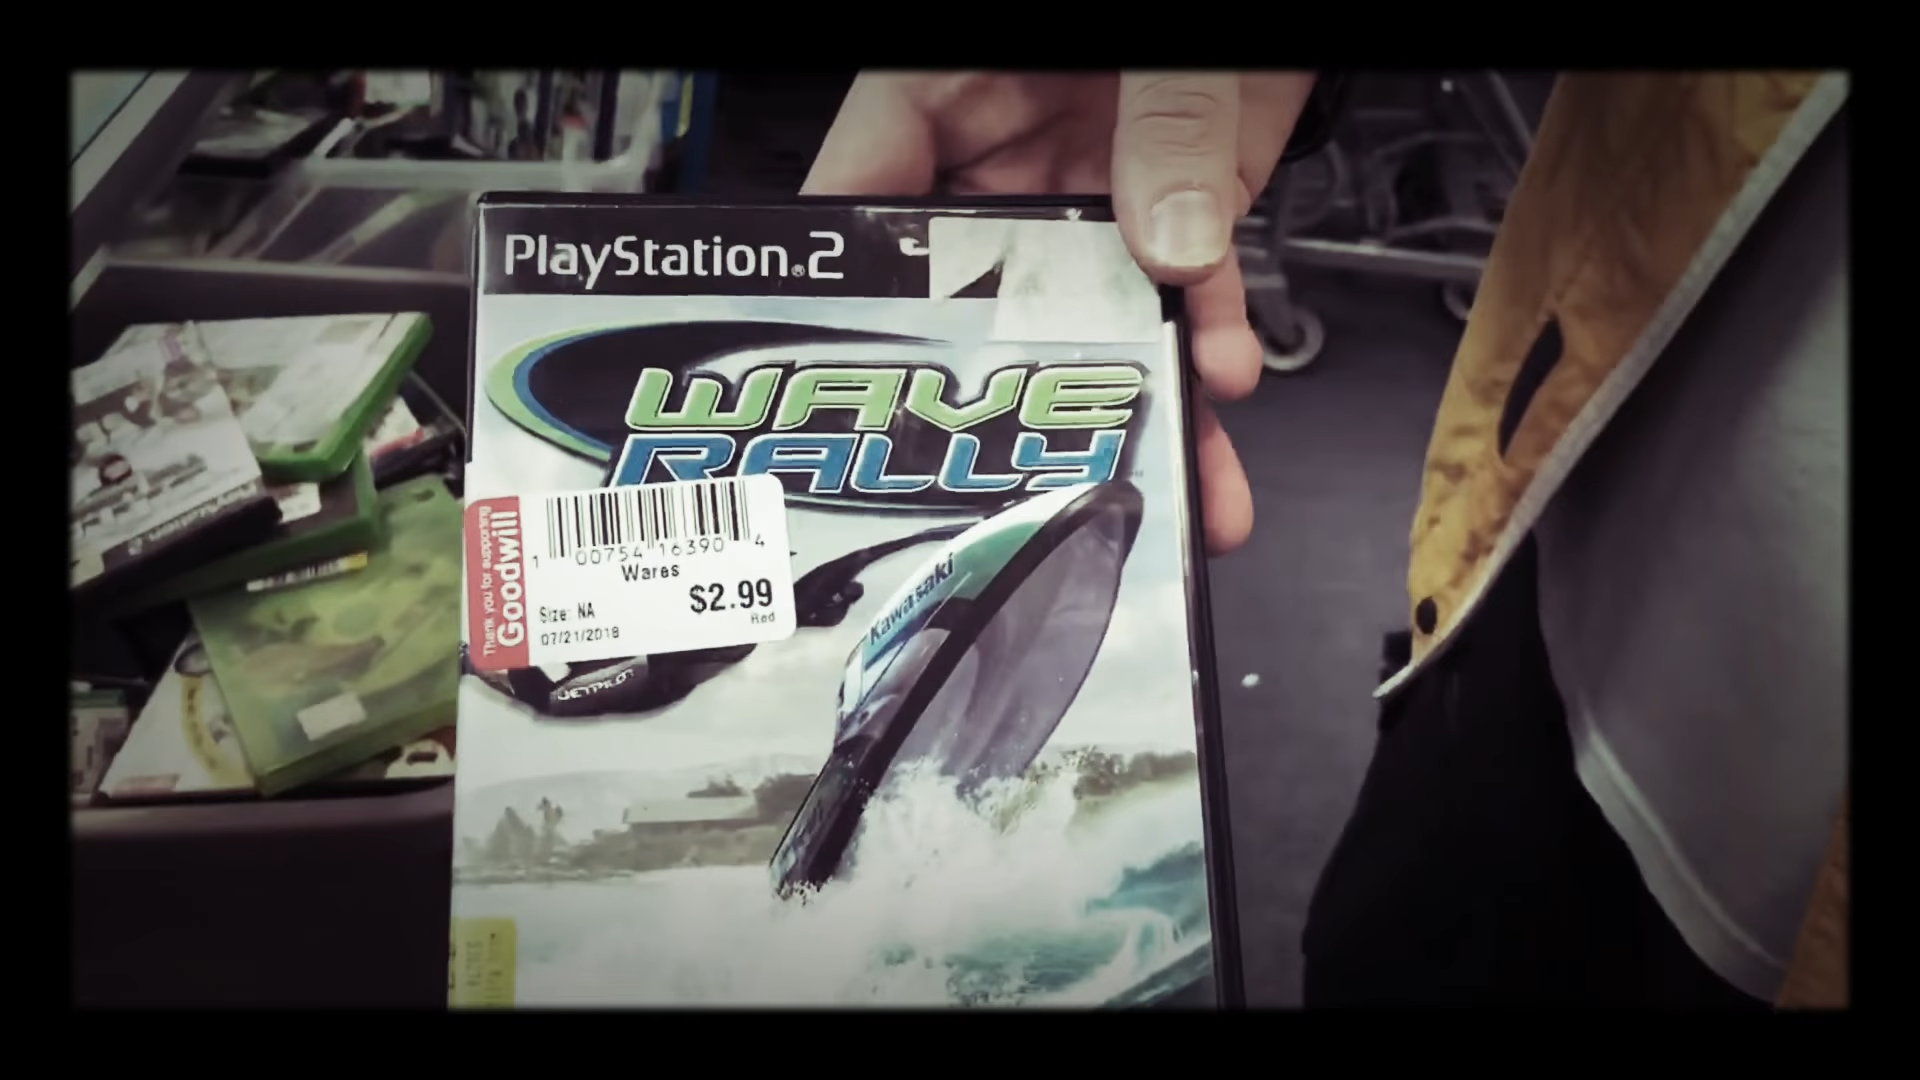 PlayStation®2
WAVE
RALLY
Thank you for supporting
Goodwill
1 00754 16390 4
Wares
$2.99
Size: NA
Red
07/21/2018
Kawasaki
JETPILOT